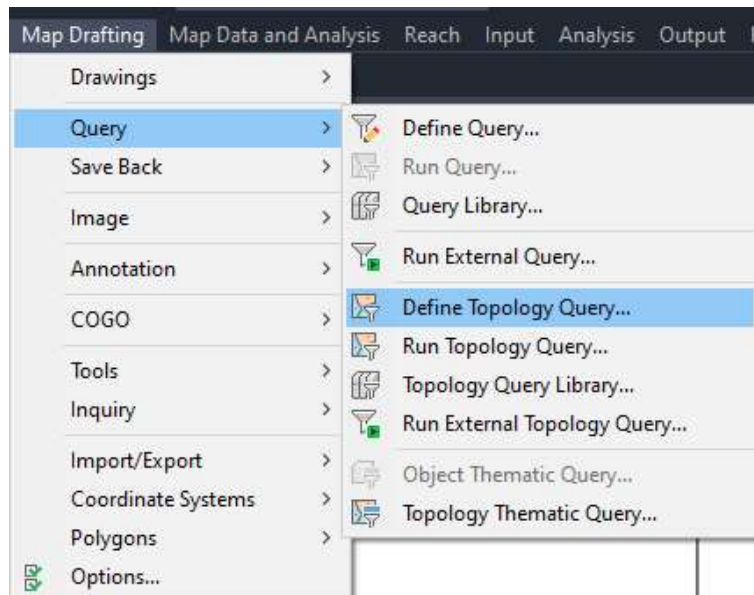 Map Drafting Map Data and Analysis Reach Input Analysis Output
Drawings
Query
Save Back
Image
Annotation
COGO
Tools
Inquiry
Import/Export
Coordinate Systems
Polygons
Options...
Define Query...
Run Query...
Query Library...
Run External Query...
Define Topology Query...
Run Topology Query...
Topology Query Library...
Run External Topology Query...
Object Thematic Query...
Topology Thematic Query...